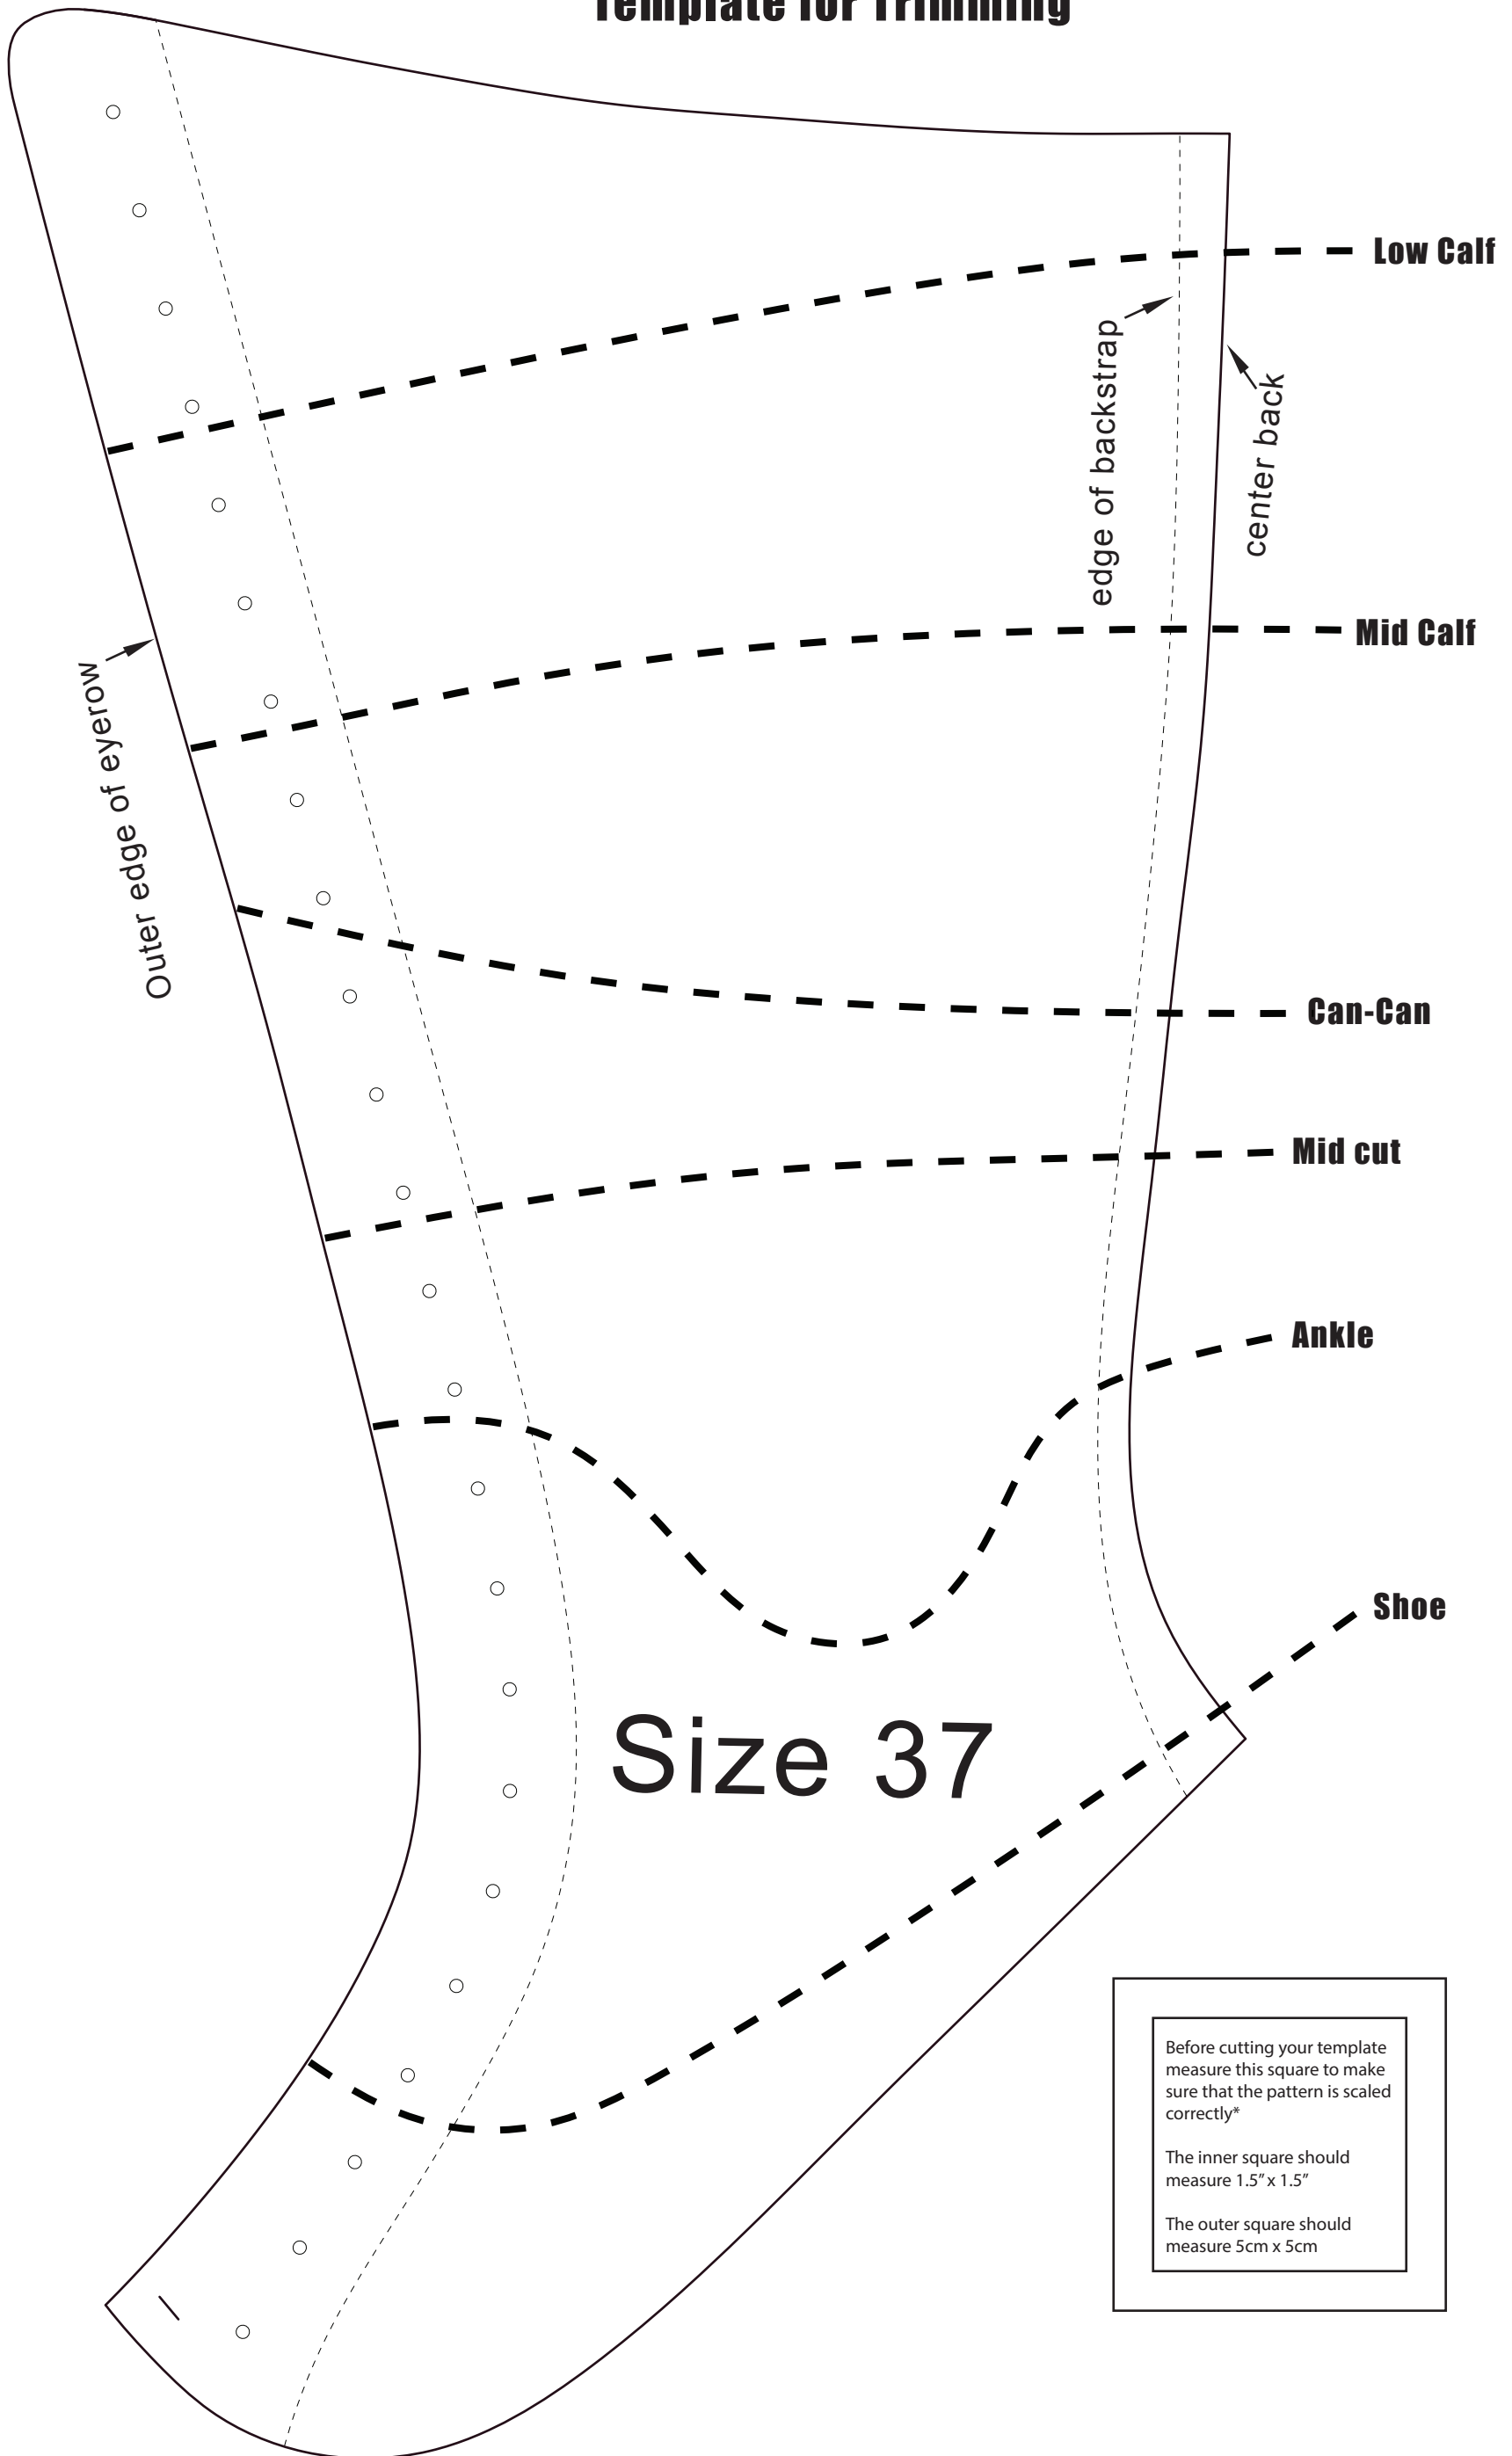 Template for Trimming
Low Calf
edge of backstrap
center back
Mid Calf
Outer edge of eyerow
Can-Can
Mid cut
Ankle
Shoe
Size 37
Before cutting your template
measure this square to make
sure that the pattern is scaled
correctly*
The inner square should
measure 1.5” x 1.5”
The outer square should
measure 5cm x 5cm